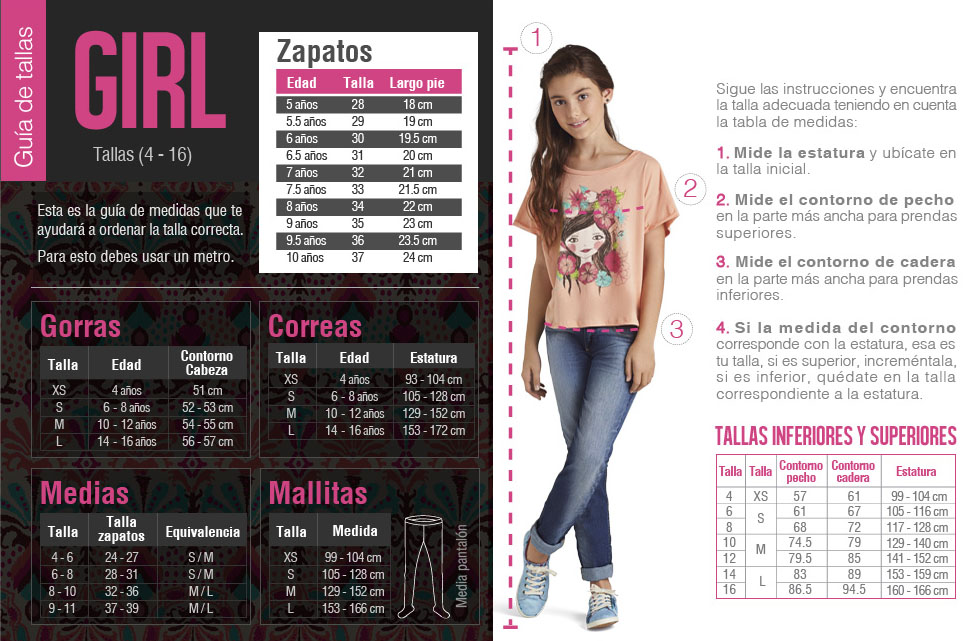 Guía de tallas
GIRL
Tallas (4 - 16)
Esta es la guía de medidas que te
ayudará a ordenar la talla correcta.
Para esto debes usar un metro.
Zapatos
Edad Talla Largo pie
5 años 28 18 cm
5.5 años 29 19 cm
6 años 30 19.5 cm
6.5 años 31 20 cm
7 años 32 21 cm
7.5 años 33 21.5 cm
8 años 34 22 cm
9 años 35 23 cm
9.5 años 36 23.5 cm
10 años 37 24 cm
Gorras
Talla Edad Contorno
Cabeza
XS 4 años 51 cm
S 6 - 8 años 52 - 53 cm
M 10 - 12 años 54 - 55 cm
L 14 - 16 años 56 - 57 cm
Correas
Talla Edad Estatura
XS 4 años 93 - 104 cm
S 6 - 8 años 105 - 128 cm
M 10 - 12 años 129 - 152 cm
L 14 - 16 años 153 - 172 cm
Medias
Talla Talla
zapatos Equivalencia
4 - 6 24 - 27 S / M
6 - 8 28 - 31 S / M
8 - 10 32 - 36 M / L
9 - 11 37 - 39 M / L
Mallitas
Talla Medida
XS 99 - 104 cm
S 105 - 128 cm
M 129 - 152 cm
L 153 - 166 cm
Media pantalón
1
2
3
Sigue las instrucciones y encuentra
la talla adecuada teniendo en cuenta
la tabla de medidas:
1. Mide la estatura y ubícate en
la talla inicial.
2. Mide el contorno de pecho
en la parte más ancha para prendas
superiores.
3. Mide el contorno de cadera
en la parte más ancha para prendas
inferiores.
4. Si la medida del contorno
corresponde con la estatura, esa es
tu talla, si es superior, increméntala,
si es inferior, quédate en la talla
correspondiente a la estatura.
TALLAS INFERIORES Y SUPERIORES
Talla Talla Contorno
pecho Contorno
cadera Estatura
4 XS 57 61 99 - 104 cm
6 S 61 67 105 - 116 cm
8 68 72 117 - 128 cm
10 M 74.5 79 129 - 140 cm
12 79.5 85 141 - 152 cm
14 L 83 89 153 - 159 cm
16 86.5 94.5 160 - 166 cm